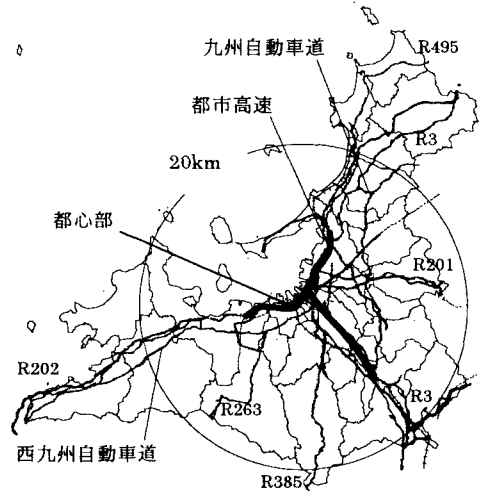 九州自動車道
R495
都市高速
R3
20km
都心部
R201
R202
R263
R3
西九州自動車道
R385